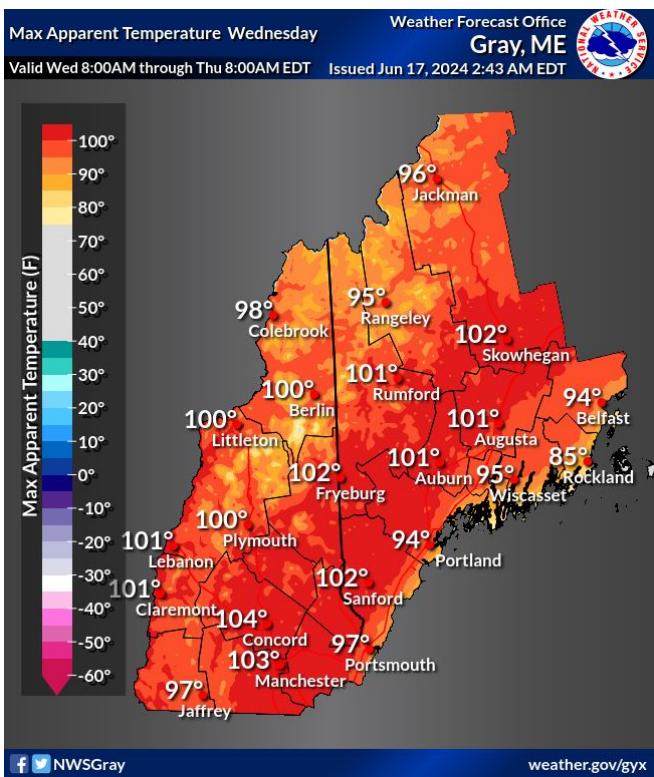 Max Apparent Temperature Wednesday
Valid Wed 8:00AM through Thu 8:00AM EDT
Weather Forecast Office
Gray, ME
Issued Jun 17, 2024 2:43 AM EDT
NATIONAL WEATHER SERVICE
Max Apparent Temperature (F)
100°
90°
80°
70°
60°
50°
40°
30°
20°
10°
0°
-10°
-20°
-30°
-40°
-50°
-60°
96°
Jackman
98°
Colebrook
95°
Rangeley
102°
Skowhegan
101°
Rumford
100°
Berlin
94°
Belfast
100°
Littleton
101°
Augusta
101°
Auburn
95°
Wiscasset
85°
Rockland
102°
Fryeburg
100°
Plymouth
101°
Lebanon
94°
Portland
101°
Claremont
102°
Sanford
104°
Concord
97°
Portsmouth
103°
Manchester
97°
Jaffrey
NWSGray
weather.gov/gyx